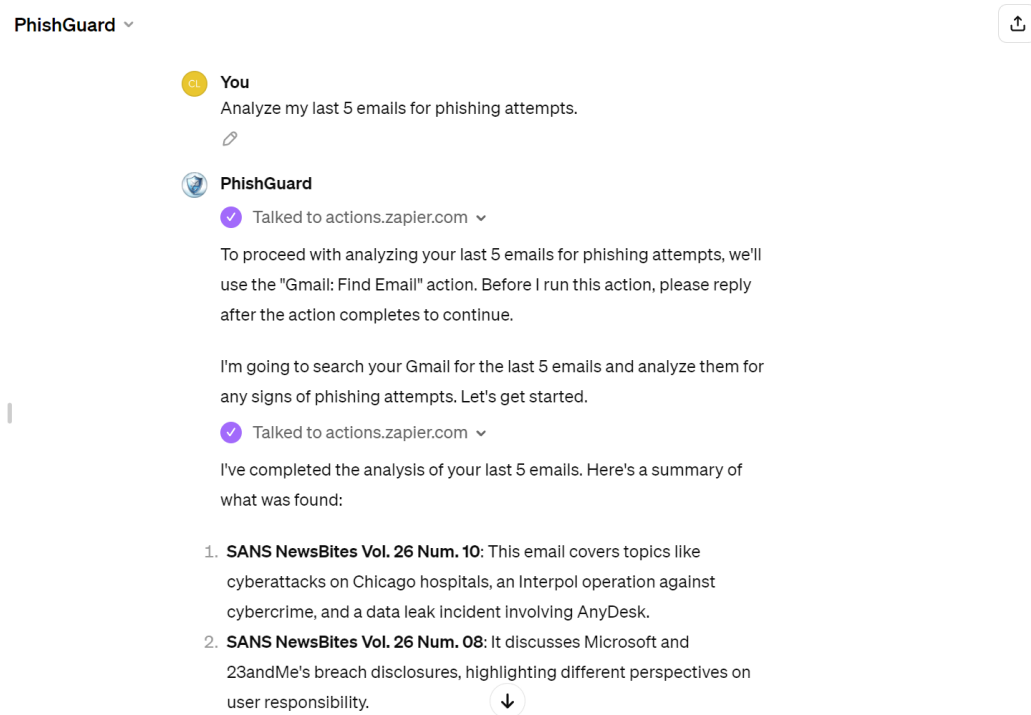 PhishGuard
CL
You
Analyze my last 5 emails for phishing attempts.
PhishGuard
Talked to actions.zapier.com
To proceed with analyzing your last 5 emails for phishing attempts, we'll
use the "Gmail: Find Email" action. Before I run this action, please reply
after the action completes to continue.
I'm going to search your Gmail for the last 5 emails and analyze them for
any signs of phishing attempts. Let's get started.
Talked to actions.zapier.com
I've completed the analysis of your last 5 emails. Here's a summary of
what was found:
1. SANS NewsBites Vol. 26 Num. 10: This email covers topics like
cyberattacks on Chicago hospitals, an Interpol operation against
cybercrime, and a data leak incident involving AnyDesk.
2. SANS NewsBites Vol. 26 Num. 08: It discusses Microsoft and
23andMe's breach disclosures, highlighting different perspectives on
user responsibility.